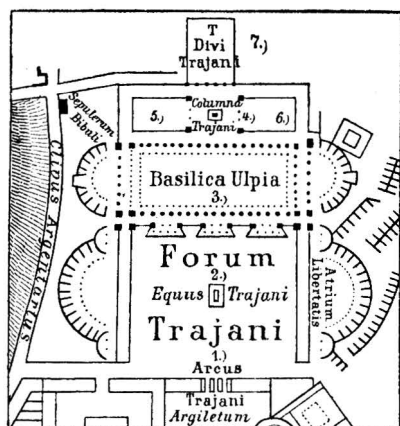 T
Divi
Trajani
7.)
Sepulcrum
Bibali
Columna
Trajani
5.)
4.)
6.)
Clivus Argentarius
Basilica Ulpia
3.)
Forum
2.)
Equus Trajani
Trajani
Atrium
Libertatis
1.)
Arcus
Trajani
Argiletum